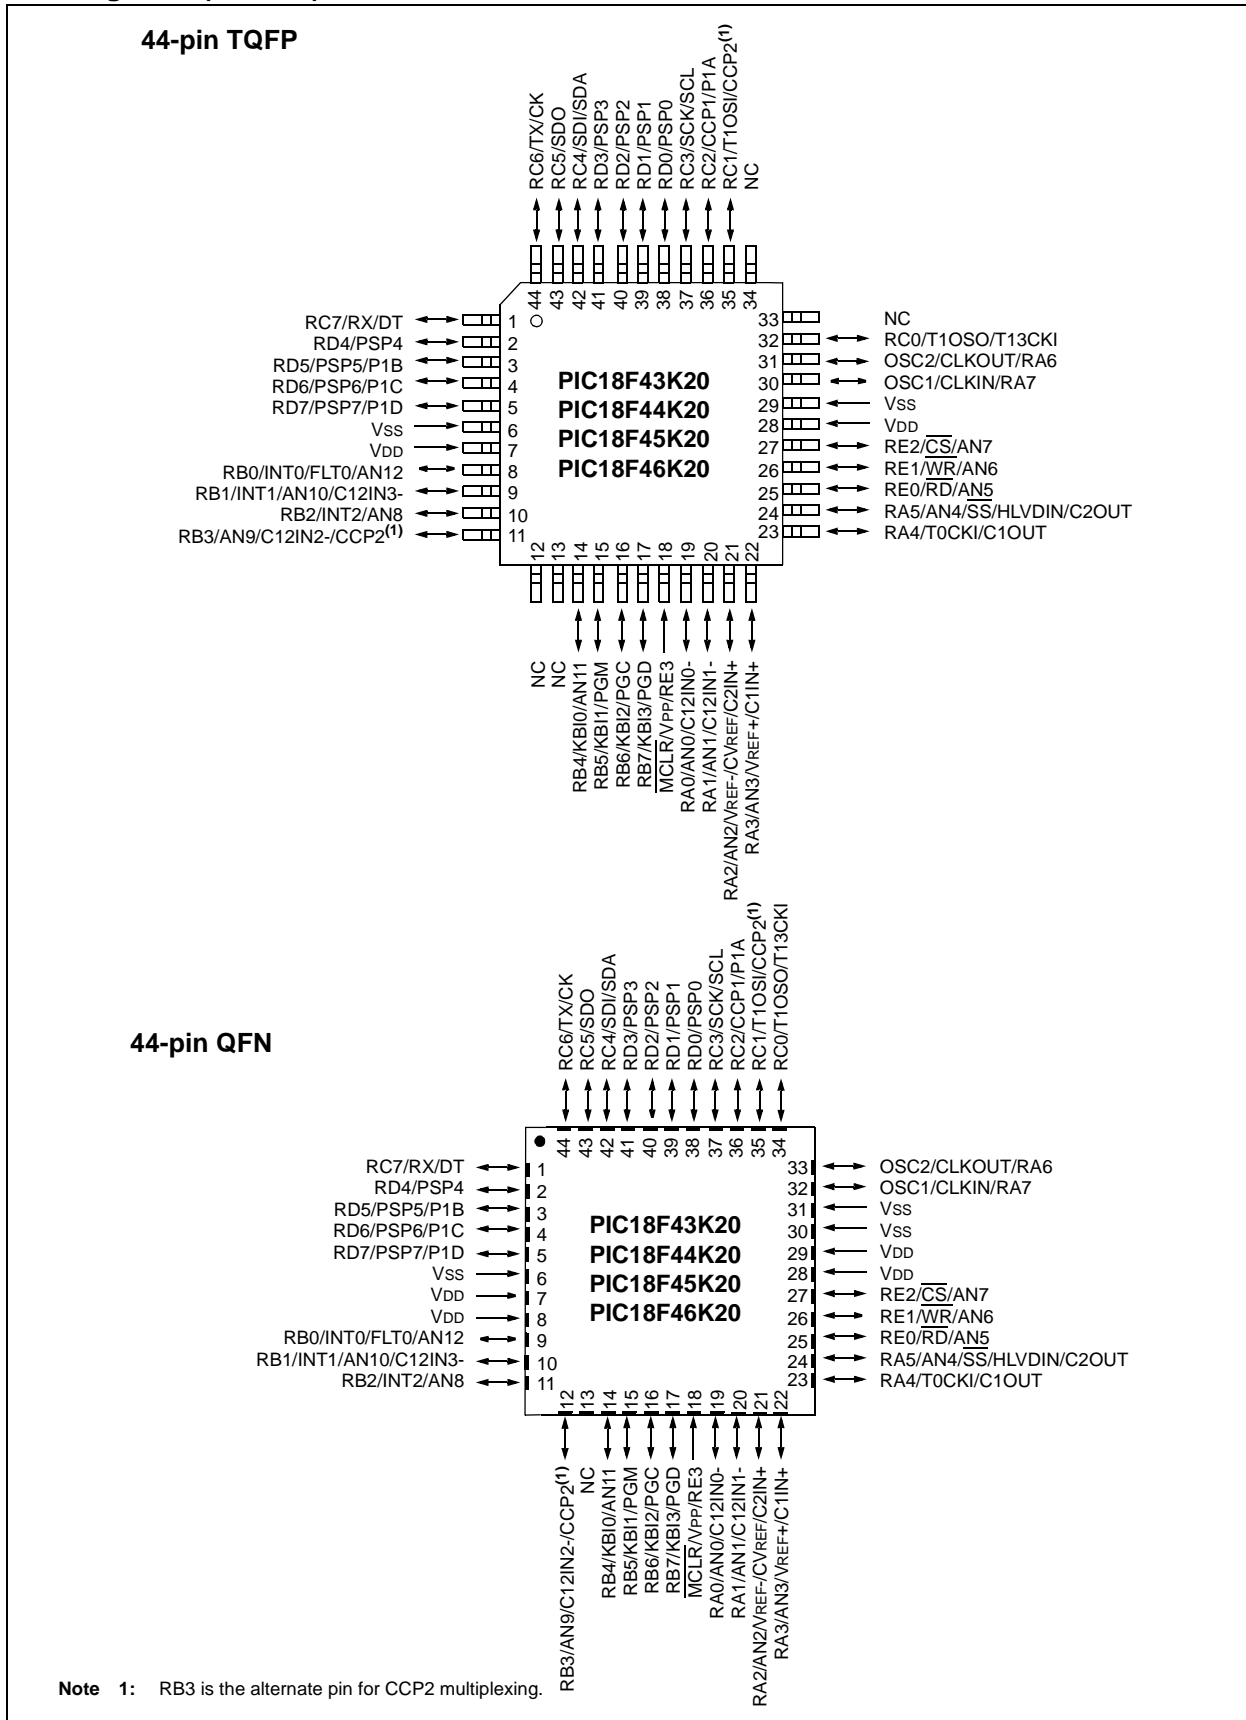 44-pin TQFP
RC6/TX/CK
RC5/SDO
RC4/SDI/SDA
RD3/PSP3
RD2/PSP2
RD1/PSP1
RD0/PSP0
RC3/SCK/SCL
RC2/CCP1/P1A
RC1/T1OSI/CCP2(1)
NC
44
43
42
41
40
39
38
37
36
35
34
RC7/RX/DT 1
RD4/PSP4 2
RD5/PSP5/P1B 3
RD6/PSP6/P1C 4
RD7/PSP7/P1D 5
VSS 6
VDD 7
RB0/INT0/FLT0/AN12 8
RB1/INT1/AN10/C12IN3- 9
RB2/INT2/AN8 10
RB3/AN9/C12IN2-/CCP2(1) 11
PIC18F43K20
PIC18F44K20
PIC18F45K20
PIC18F46K20
33 NC
32 RC0/T1OSO/T13CKI
31 OSC2/CLKOUT/RA6
30 OSC1/CLKIN/RA7
29 VSS
28 VDD
27 RE2/CS/AN7
26 RE1/WR/AN6
25 RE0/RD/AN5
24 RA5/AN4/SS/HLVDIN/C2OUT
23 RA4/T0CKI/C1OUT
12
13
14
15
16
17
18
19
20
21
22
NC
NC
RB4/KBI0/AN11
RB5/KBI1/PGM
RB6/KBI2/PGC
RB7/KBI3/PGD
MCLR/VPP/RE3
RA0/AN0/C12IN0-
RA1/AN1/C12IN1-
RA2/AN2/VREF-/CVREF/C2IN+
RA3/AN3/VREF+/C1IN+
44-pin QFN
RC6/TX/CK
RC5/SDO
RC4/SDI/SDA
RD3/PSP3
RD2/PSP2
RD1/PSP1
RD0/PSP0
RC3/SCK/SCL
RC2/CCP1/P1A
RC1/T1OSI/CCP2(1)
RC0/T1OSO/T13CKI
44
43
42
41
40
39
38
37
36
35
34
RC7/RX/DT 1
RD4/PSP4 2
RD5/PSP5/P1B 3
RD6/PSP6/P1C 4
RD7/PSP7/P1D 5
VSS 6
VDD 7
VDD 8
RB0/INT0/FLT0/AN12 9
RB1/INT1/AN10/C12IN3- 10
RB2/INT2/AN8 11
PIC18F43K20
PIC18F44K20
PIC18F45K20
PIC18F46K20
33 OSC2/CLKOUT/RA6
32 OSC1/CLKIN/RA7
31 VSS
30 VSS
29 VDD
28 VDD
27 RE2/CS/AN7
26 RE1/WR/AN6
25 RE0/RD/AN5
24 RA5/AN4/SS/HLVDIN/C2OUT
23 RA4/T0CKI/C1OUT
12
13
14
15
16
17
18
19
20
21
22
RB3/AN9/C12IN2-/CCP2(1)
NC
RB4/KBI0/AN11
RB5/KBI1/PGM
RB6/KBI2/PGC
RB7/KBI3/PGD
MCLR/VPP/RE3
RA0/AN0/C12IN0-
RA1/AN1/C12IN1-
RA2/AN2/VREF-/CVREF/C2IN+
RA3/AN3/VREF+/C1IN+
Note 1: RB3 is the alternate pin for CCP2 multiplexing.